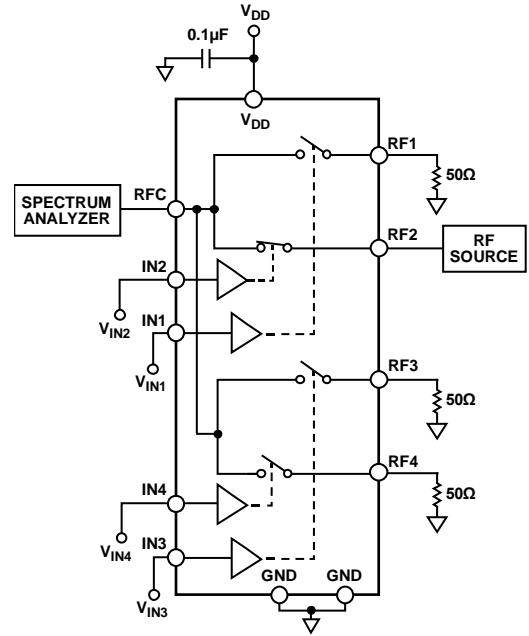 VDD
0.1µF
VDD
RF1
50Ω
SPECTRUM
ANALYZER
RFC
RF2
RF
SOURCE
IN2
VIN2
IN1
VIN1
RF3
50Ω
RF4
50Ω
IN4
VIN4
IN3
VIN3
GND
GND